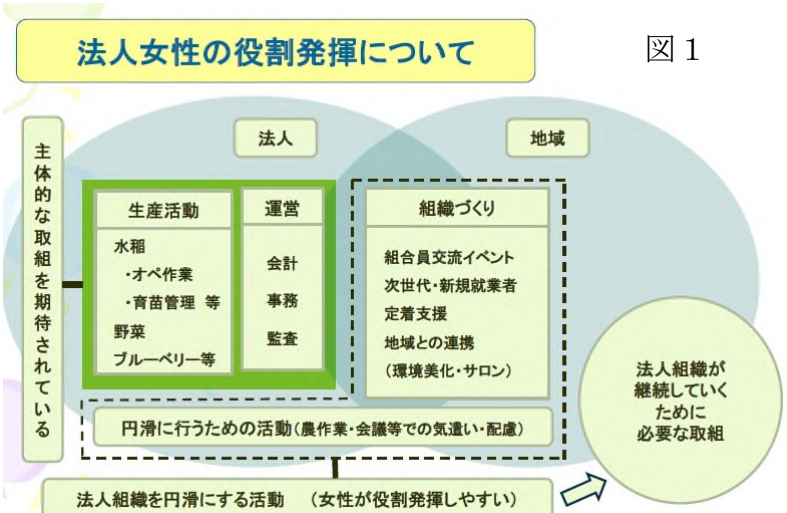 法人女性の役割発揮について
図１
法人
地域
主体的な取組を期待されている
生産活動
水稲
・オペ作業
・育苗管理 等
野菜
ブルーベリー等
運営
会計
事務
監査
組織づくり
組合員交流イベント
次世代・新規就業者
定着支援
地域との連携
（環境美化・サロン）
円滑に行うための活動（農作業・会議等での気遣い・配慮）
法人組織を円滑にする活動 （女性が役割発揮しやすい）
法人組織が
継続していく
ために
必要な取組